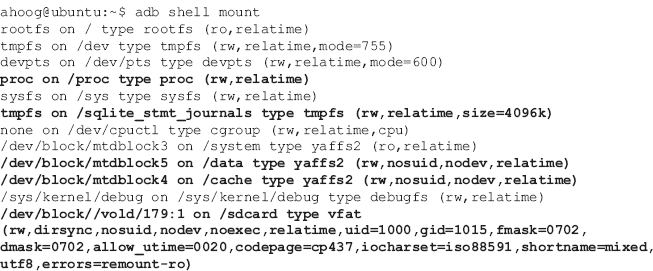 ahoog@ubuntu:~$ adb shell mount
rootfs on / type rootfs (ro,relatime)
tmpfs on /dev type tmpfs (rw,relatime,mode=755)
devpts on /dev/pts type devpts (rw,relatime,mode=600)
proc on /proc type proc (rw,relatime)
sysfs on /sys type sysfs (rw,relatime)
tmpfs on /sqlite_stmt_journals type tmpfs (rw,relatime,size=4096k)
none on /dev/cpuctl type cgroup (rw,relatime,cpu)
/dev/block/mtdblock3 on /system type yaffs2 (ro,relatime)
/dev/block/mtdblock5 on /data type yaffs2 (rw,nosuid,nodev,relatime)
/dev/block/mtdblock4 on /cache type yaffs2 (rw,nosuid,nodev,relatime)
/sys/kernel/debug on /sys/kernel/debug type debugfs (rw,relatime)
/dev/block//vold/179:1 on /sdcard type vfat
(rw,dirsync,nosuid,nodev,noexec,relatime,uid=1000,gid=1015,fmask=0702,
dmask=0702,allow_utime=0020,codepage=cp437,iocharset=iso88591,shortname=mixed,
utf8,errors=remount-ro)